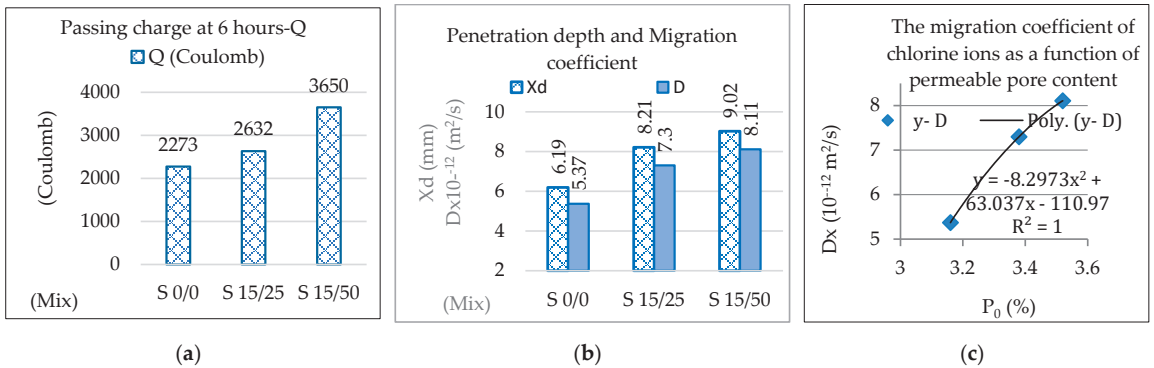 Passing charge at 6 hours-Q
Q (Coulomb)
(Coulomb)
4000
3000
2000
1000
0
2273
2632
3650
(Mix)
S 0/0
S 15/25
S 15/50
(a)
Penetration depth and Migration
coefficient
Xd
D
Xd (mm)
Dx10⁻¹² (m²/s)
10
8
6
4
2
6.19
5.37
8.21
7.3
9.02
8.11
(Mix)
S 0/0
S 15/25
S 15/50
(b)
The migration coefficient of
chlorine ions as a function of
permeable pore content
y- D
Poly. (y- D)
Dx (10⁻¹² m²/s)
8
7
6
5
y = -8.2973x² +
63.037x - 110.97
R² = 1
3
3.2
3.4
3.6
P₀ (%)
(c)